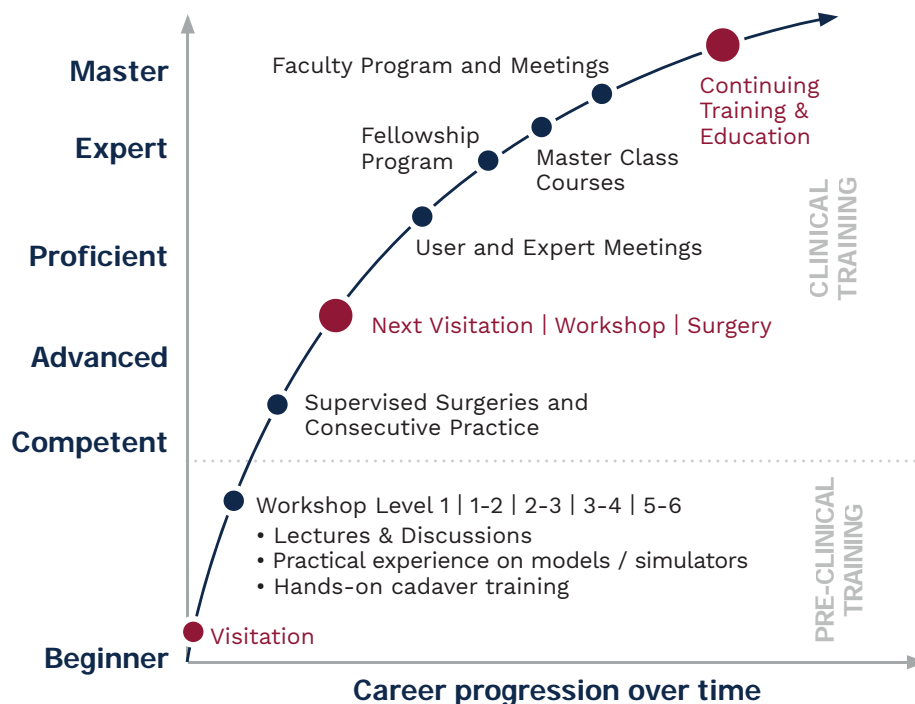 Master
Faculty Program and Meetings
Continuing
Training &
Education
Expert
Fellowship
Program
Master Class
Courses
CLINICAL
TRAINING
Proficient
User and Expert Meetings
Next Visitation | Workshop | Surgery
Advanced
Supervised Surgeries and
Consecutive Practice
Competent
Workshop Level 1 | 1-2 | 2-3 | 3-4 | 5-6
• Lectures & Discussions
• Practical experience on models / simulators
• Hands-on cadaver training
PRE-CLINICAL
TRAINING
Visitation
Beginner
Career progression over time